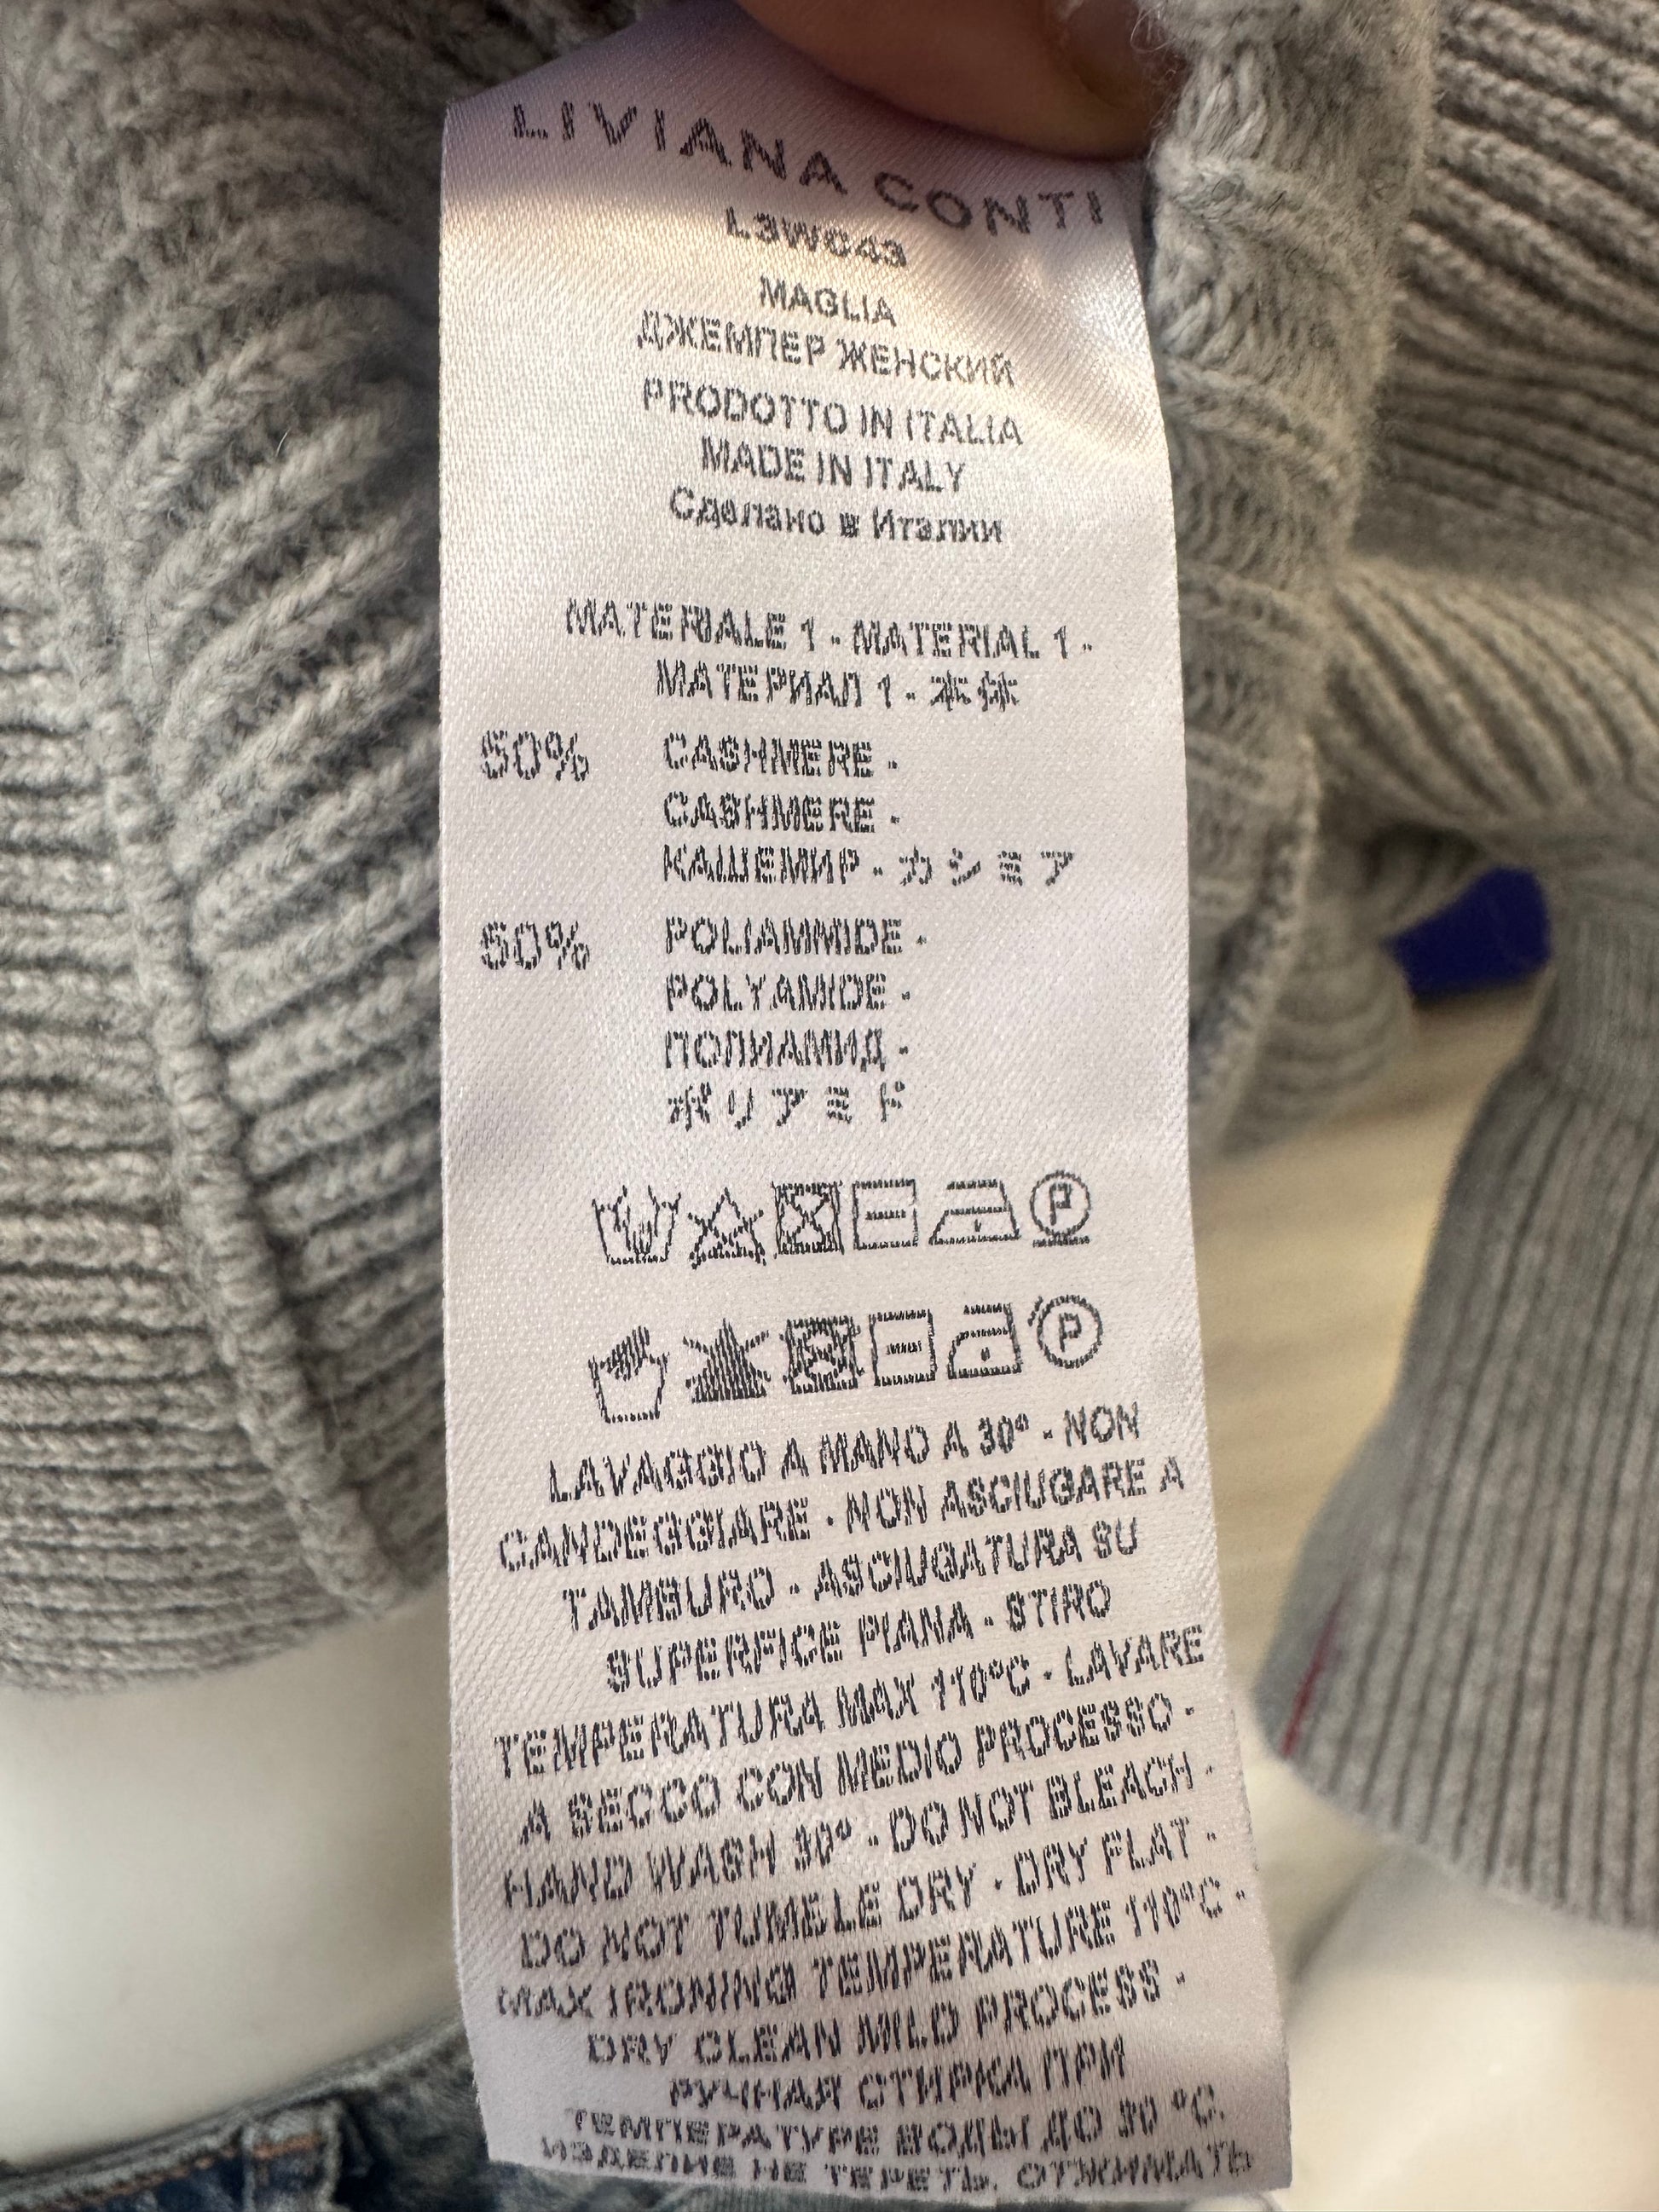 LIVIANA CONTI
L3WC43
MAGLIA
ДЖЕМПЕР ЖЕНСКИЙ
PRODOTTO IN ITALIA
MADE IN ITALY
Сделано в Италии
MATERIALE 1 - MATERIAL 1 -
МАТЕРИАЛ 1 -
50% CASHMERE -
CASHMERE -
КАШЕМИР - カシミア
50% POLIAMMIDE -
POLYAMIDE -
ПОЛИАМИД -
ポリアミド
P
P
LAVAGGIO A MANO A 30° - NON
CANDEGGIARE - NON ASCIUGARE A
TAMBURO - ASCIUGATURA SU
SUPERFICE PIANA - STIRO
TEMPERATURA MAX 110°C - LAVARE
A SECCO CON MEDIO PROCESSO -
HAND WASH 30° - DO NOT BLEACH -
DO NOT TUMBLE DRY - DRY FLAT -
MAX IRONING TEMPERATURE 110°C -
DRY CLEAN MILD PROCESS -
РУЧНАЯ СТИРКА ПРИ
ТЕМПЕРАТУРЕ ВОДЫ ДО 30 °C.
ИЗДЕЛИЕ НЕ ТЕРЕТЬ, ОТЖИМАТЬ